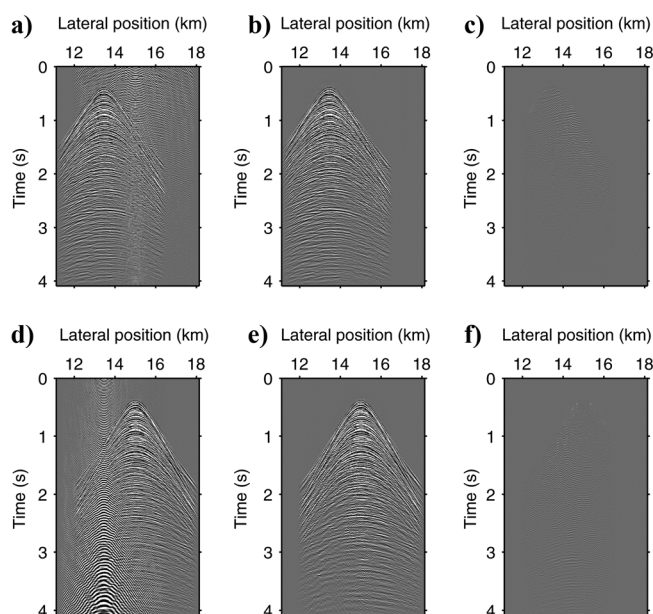 a) Lateral position (km)
12 14 16 18
0
1
2
3
4
Time (s)
b) Lateral position (km)
12 14 16 18
0
1
2
3
4
Time (s)
c) Lateral position (km)
12 14 16 18
0
1
2
3
4
Time (s)
d) Lateral position (km)
12 14 16 18
0
1
2
3
4
Time (s)
e) Lateral position (km)
12 14 16 18
0
1
2
3
4
Time (s)
f) Lateral position (km)
12 14 16 18
0
1
2
3
4
Time (s)